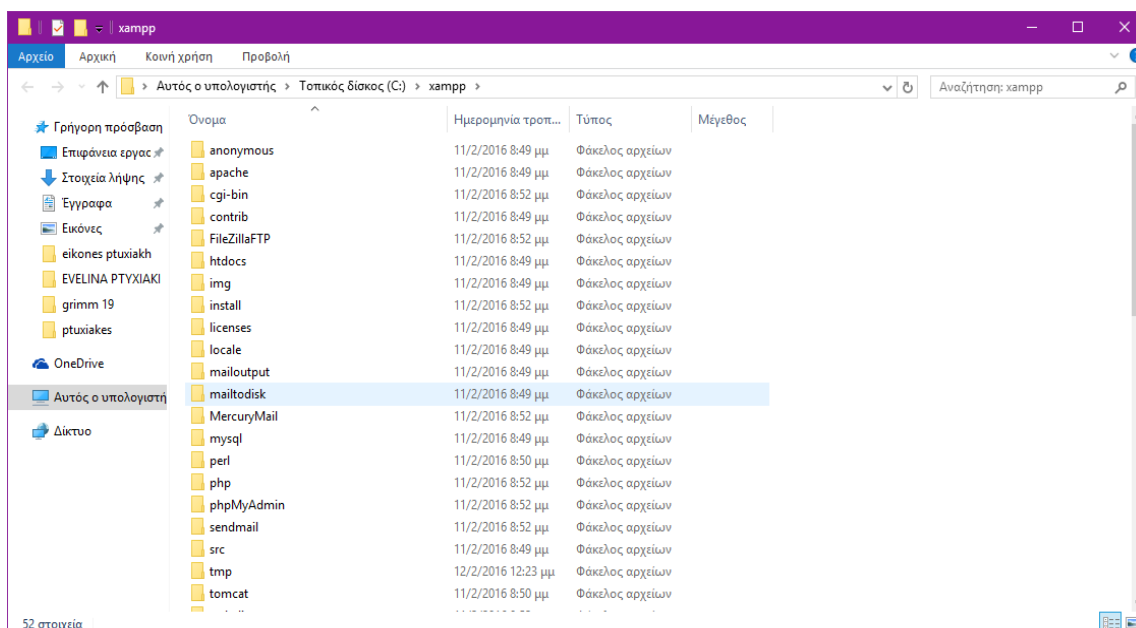 xampp
Αρχείο Αρχική Κοινή χρήση Προβολή
Αυτός ο υπολογιστής > Τοπικός δίσκος (C:) > xampp > Αναζήτηση: xampp
Όνομα Ημερομηνία τροπ... Τύπος Μέγεθος
Γρήγορη πρόσβαση
Επιφάνεια εργας
Στοιχεία λήψης
Έγγραφα
Εικόνες
eikones ptuxiakh
EVELINA PTYXIAKI
grimm 19
ptuxiakes
OneDrive
Αυτός ο υπολογιστή
Δίκτυο
anonymous 11/2/2016 8:49 μμ Φάκελος αρχείων
apache 11/2/2016 8:49 μμ Φάκελος αρχείων
cgi-bin 11/2/2016 8:52 μμ Φάκελος αρχείων
contrib 11/2/2016 8:49 μμ Φάκελος αρχείων
FileZillaFTP 11/2/2016 8:52 μμ Φάκελος αρχείων
htdocs 11/2/2016 8:49 μμ Φάκελος αρχείων
img 11/2/2016 8:49 μμ Φάκελος αρχείων
install 11/2/2016 8:52 μμ Φάκελος αρχείων
licenses 11/2/2016 8:49 μμ Φάκελος αρχείων
locale 11/2/2016 8:49 μμ Φάκελος αρχείων
mailoutput 11/2/2016 8:49 μμ Φάκελος αρχείων
mailtodisk 11/2/2016 8:49 μμ Φάκελος αρχείων
MercuryMail 11/2/2016 8:52 μμ Φάκελος αρχείων
mysql 11/2/2016 8:49 μμ Φάκελος αρχείων
perl 11/2/2016 8:50 μμ Φάκελος αρχείων
php 11/2/2016 8:52 μμ Φάκελος αρχείων
phpMyAdmin 11/2/2016 8:52 μμ Φάκελος αρχείων
sendmail 11/2/2016 8:52 μμ Φάκελος αρχείων
src 11/2/2016 8:49 μμ Φάκελος αρχείων
tmp 12/2/2016 12:23 μμ Φάκελος αρχείων
tomcat 11/2/2016 8:50 μμ Φάκελος αρχείων
52 στοιχεία